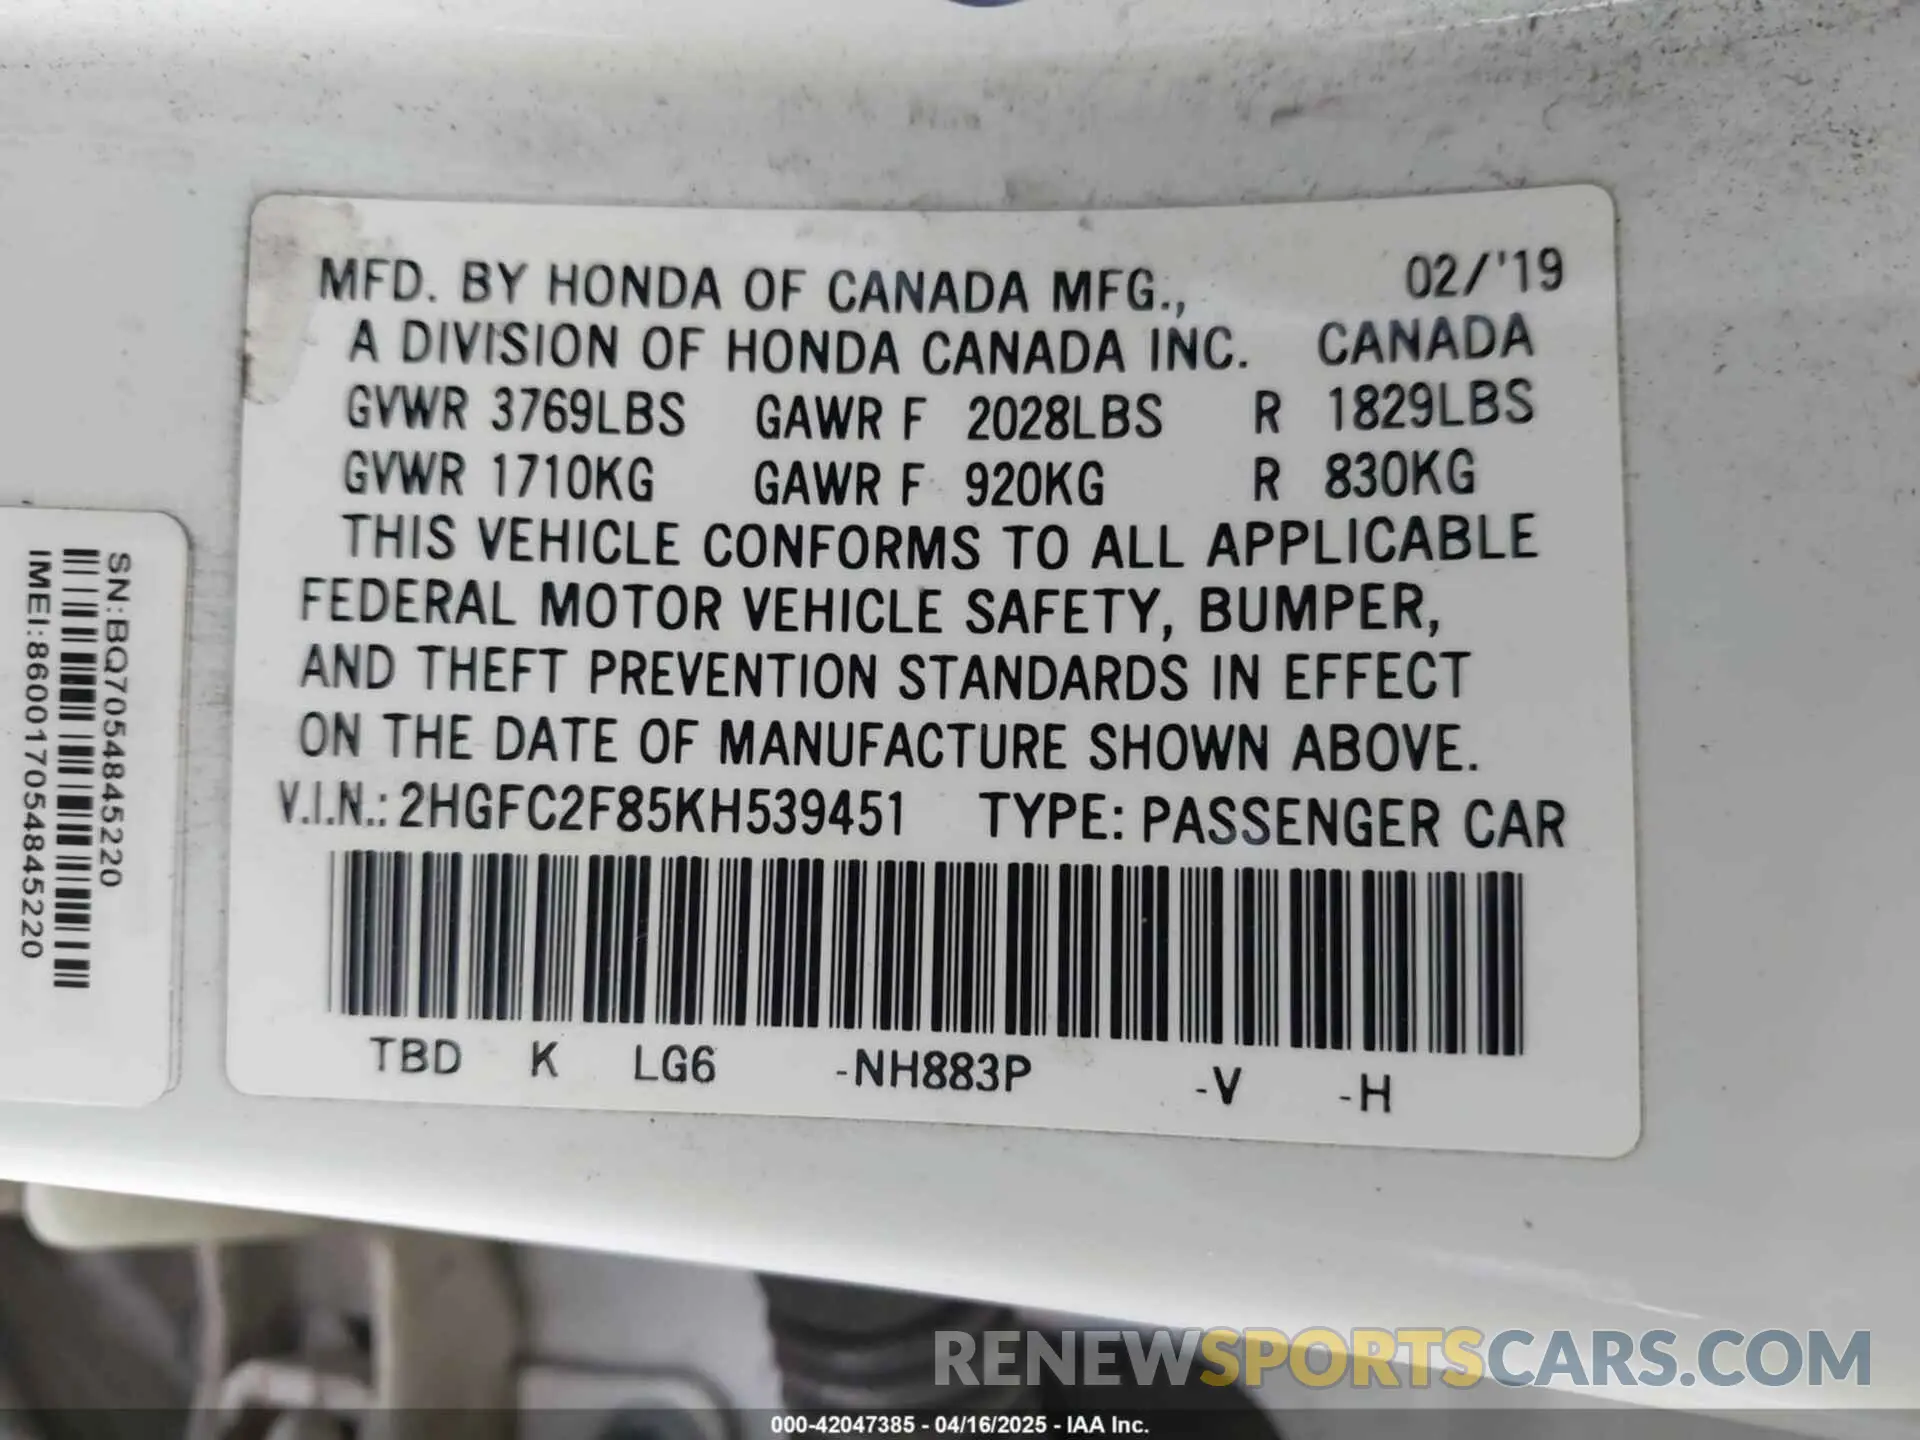 MFD. BY HONDA OF CANADA MFG., 02/'19
A DIVISION OF HONDA CANADA INC. CANADA
GVWR 3769LBS GAWR F 2028LBS R 1829LBS
GVWR 1710KG GAWR F 920KG R 830KG
THIS VEHICLE CONFORMS TO ALL APPLICABLE
FEDERAL MOTOR VEHICLE SAFETY, BUMPER,
AND THEFT PREVENTION STANDARDS IN EFFECT
ON THE DATE OF MANUFACTURE SHOWN ABOVE.
V.I.N.: 2HGFC2F85KH539451 TYPE: PASSENGER CAR
TBD K LG6 -NH883P -V -H
SN:BQ70548845220
IMEI:860017054845220
RENEWSPORTSCARS.COM
000-42047385 - 04/16/2025 - IAA Inc.